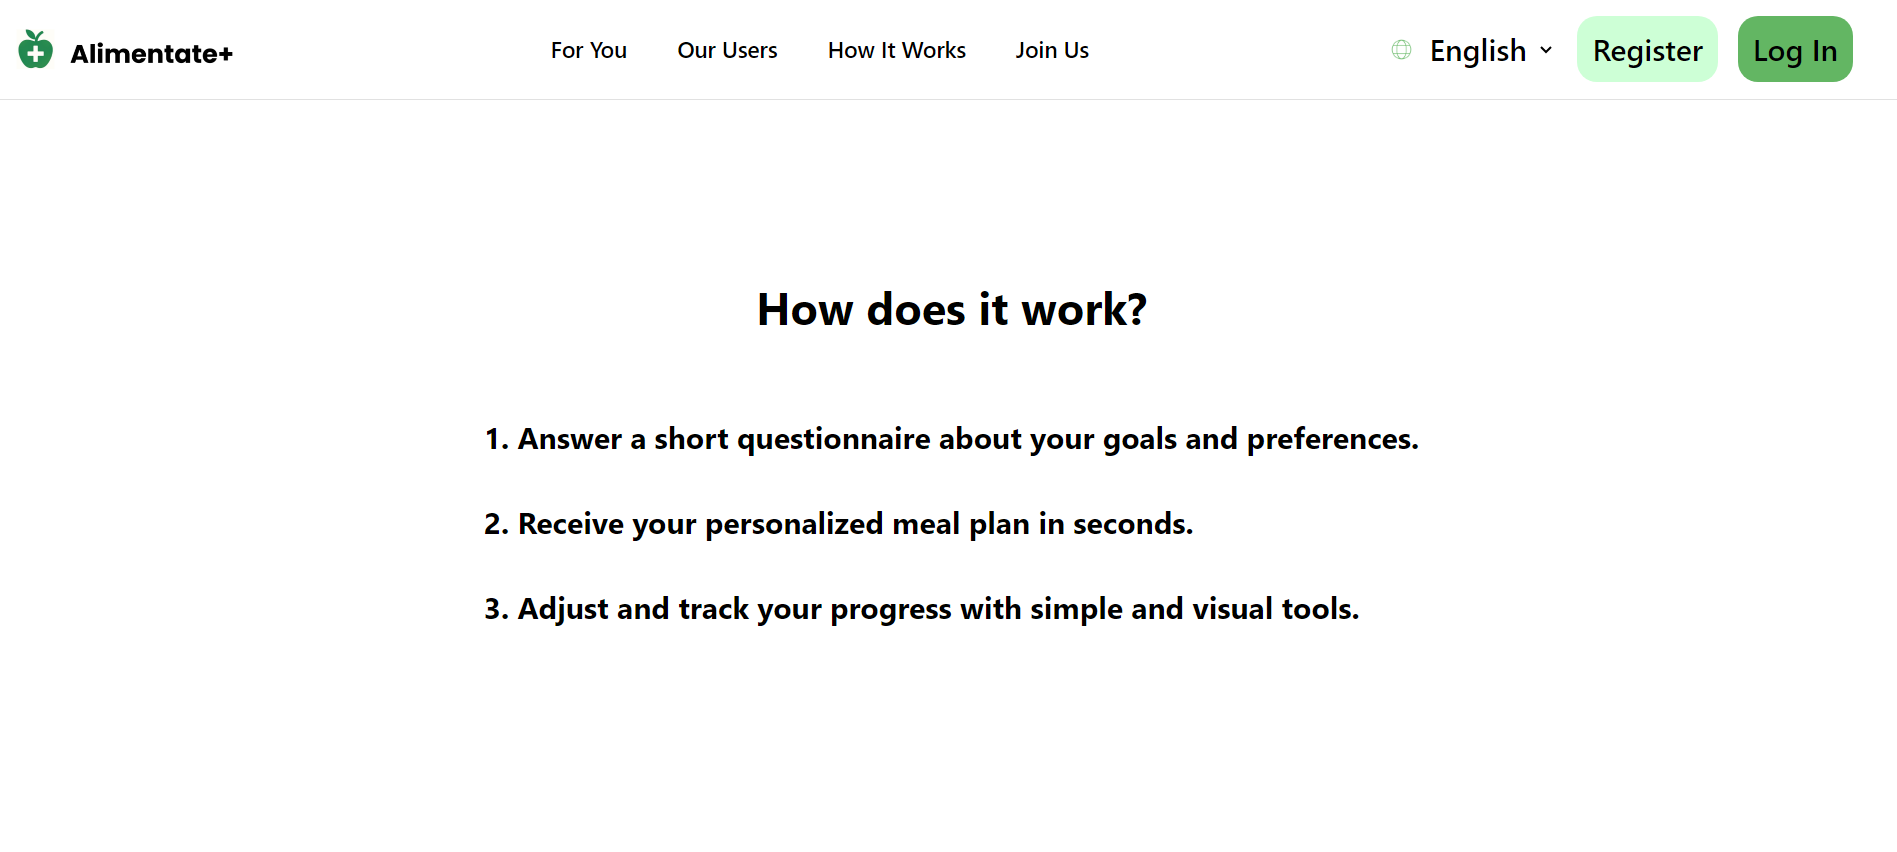 Alimentate+
For You
Our Users
How It Works
Join Us
English
Register
Log In
How does it work?
1. Answer a short questionnaire about your goals and preferences.
2. Receive your personalized meal plan in seconds.
3. Adjust and track your progress with simple and visual tools.